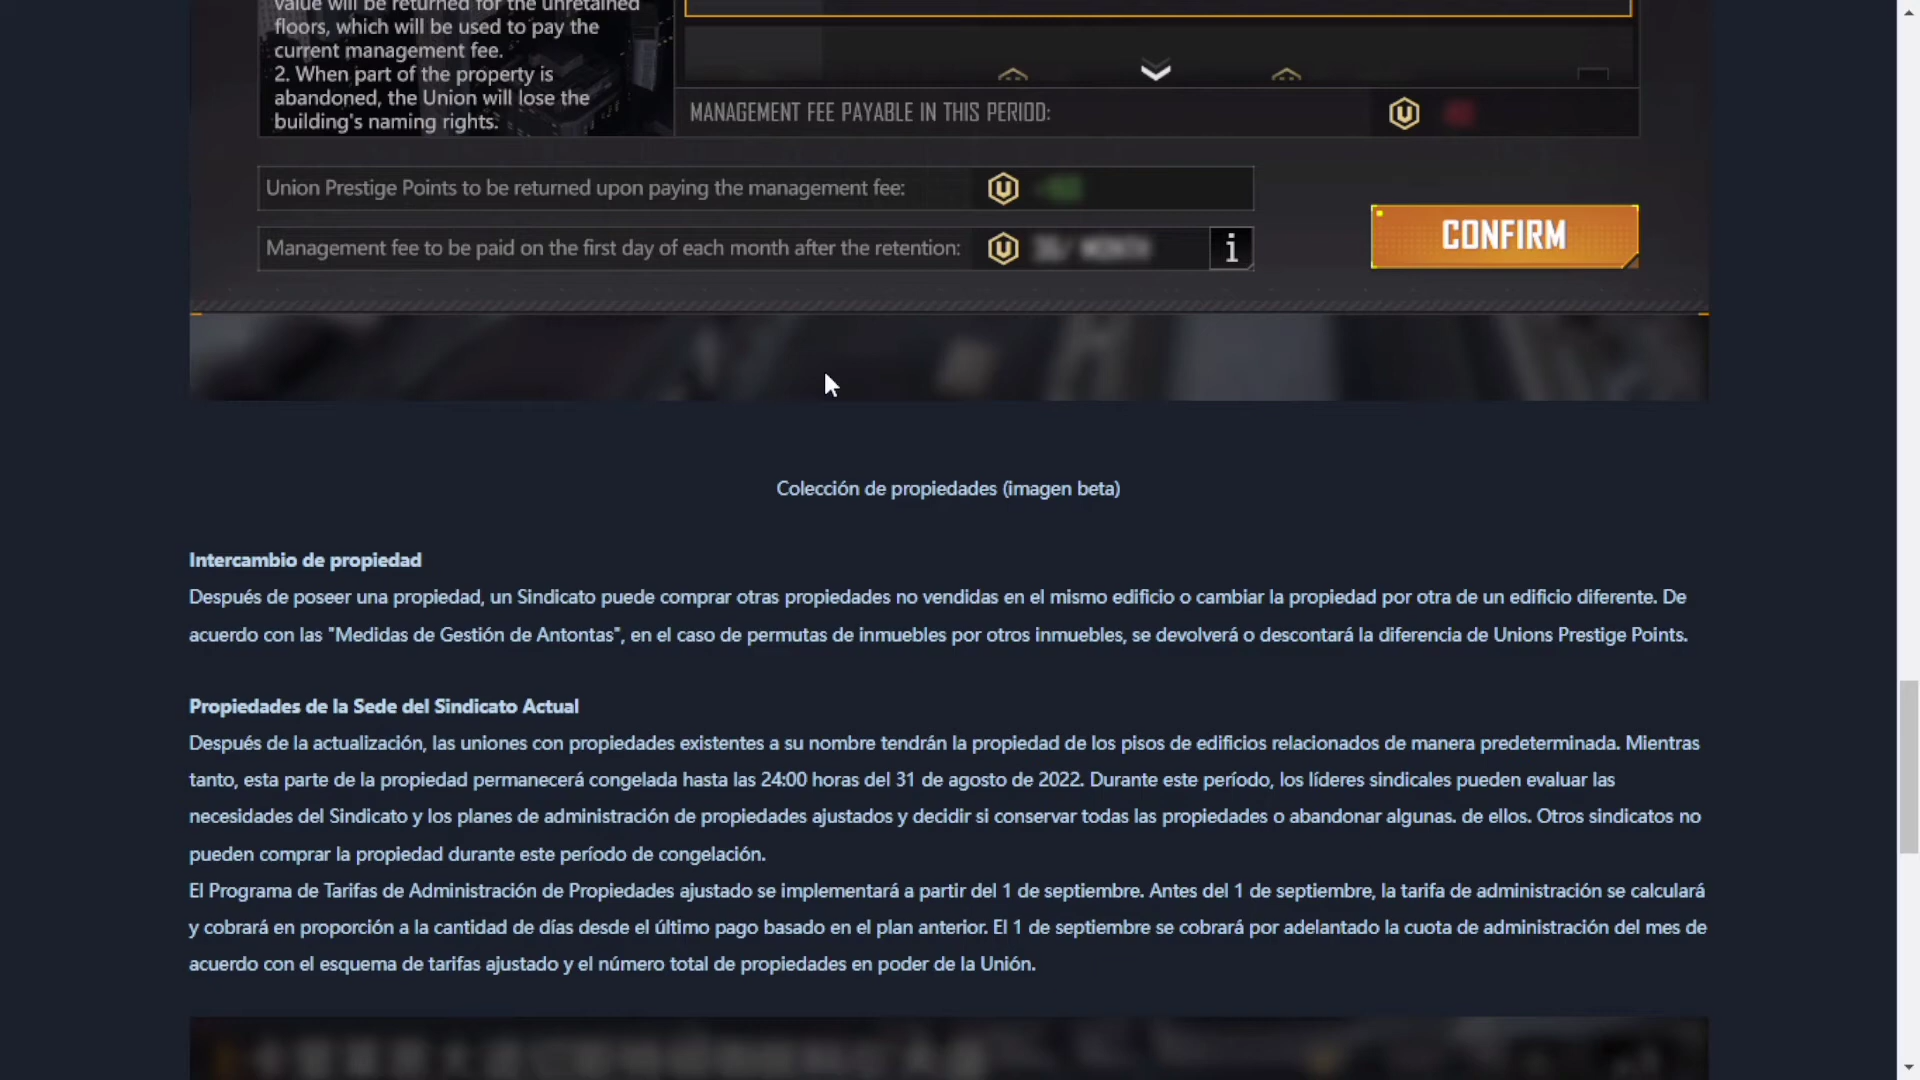 value will be returned for the unretained
floors, which will be used to pay the
current management fee.
2. When part of the property is
abandoned, the Union will lose the
building's naming rights.
MANAGEMENT FEE PAYABLE IN THIS PERIOD:
Union Prestige Points to be returned upon paying the management fee:
Management fee to be paid on the first day of each month after the retention:
i
CONFIRM
Colección de propiedades (imagen beta)
Intercambio de propiedad
Después de poseer una propiedad, un Sindicato puede comprar otras propiedades no vendidas en el mismo edificio o cambiar la propiedad por otra de un edificio diferente. De
acuerdo con las "Medidas de Gestión de Antontas", en el caso de permutas de inmuebles por otros inmuebles, se devolverá o descontará la diferencia de Unions Prestige Points.
Propiedades de la Sede del Sindicato Actual
Después de la actualización, las uniones con propiedades existentes a su nombre tendrán la propiedad de los pisos de edificios relacionados de manera predeterminada. Mientras
tanto, esta parte de la propiedad permanecerá congelada hasta las 24:00 horas del 31 de agosto de 2022. Durante este período, los líderes sindicales pueden evaluar las
necesidades del Sindicato y los planes de administración de propiedades ajustados y decidir si conservar todas las propiedades o abandonar algunas. de ellos. Otros sindicatos no
pueden comprar la propiedad durante este período de congelación.
El Programa de Tarifas de Administración de Propiedades ajustado se implementará a partir del 1 de septiembre. Antes del 1 de septiembre, la tarifa de administración se calculará
y cobrará en proporción a la cantidad de días desde el último pago basado en el plan anterior. El 1 de septiembre se cobrará por adelantado la cuota de administración del mes de
acuerdo con el esquema de tarifas ajustado y el número total de propiedades en poder de la Unión.